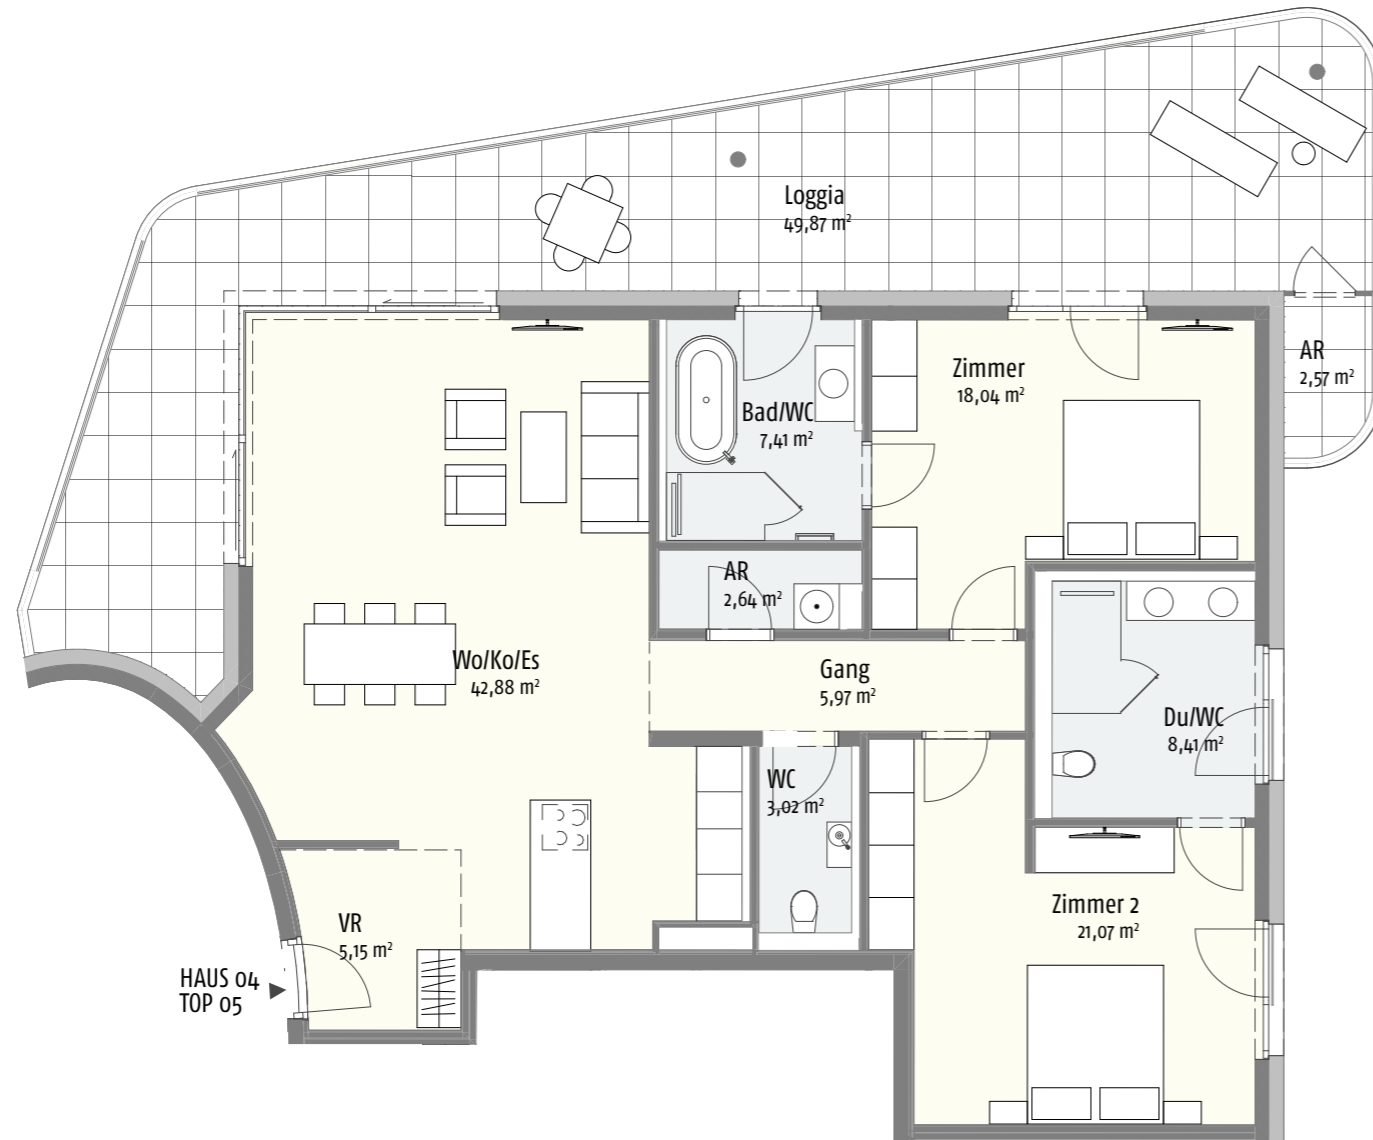 Loggia
49,87 m²
AR
2,57 m²
Zimmer
18,04 m²
Bad/WC
7,41 m²
AR
2,64 m²
Wo/Ko/Es
42,88 m²
Gang
5,97 m²
Du/WC
8,41 m²
WC
3,02 m²
VR
5,15 m²
Zimmer 2
21,07 m²
HAUS 04
TOP 05